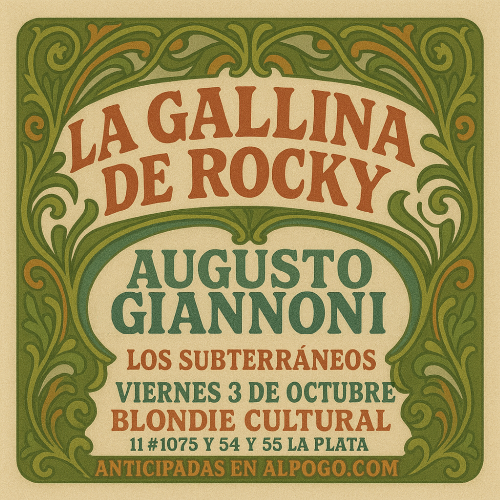 LA GALLINA
DE ROCKY
AUGUSTO
GIANNONI
LOS SUBTERRÁNEOS
VIERNES 3 DE OCTUBRE
BLONDIE CULTURAL
11 #1075 Y 54 Y 55 LA PLATA
ANTICIPADAS EN ALPOGO.COM